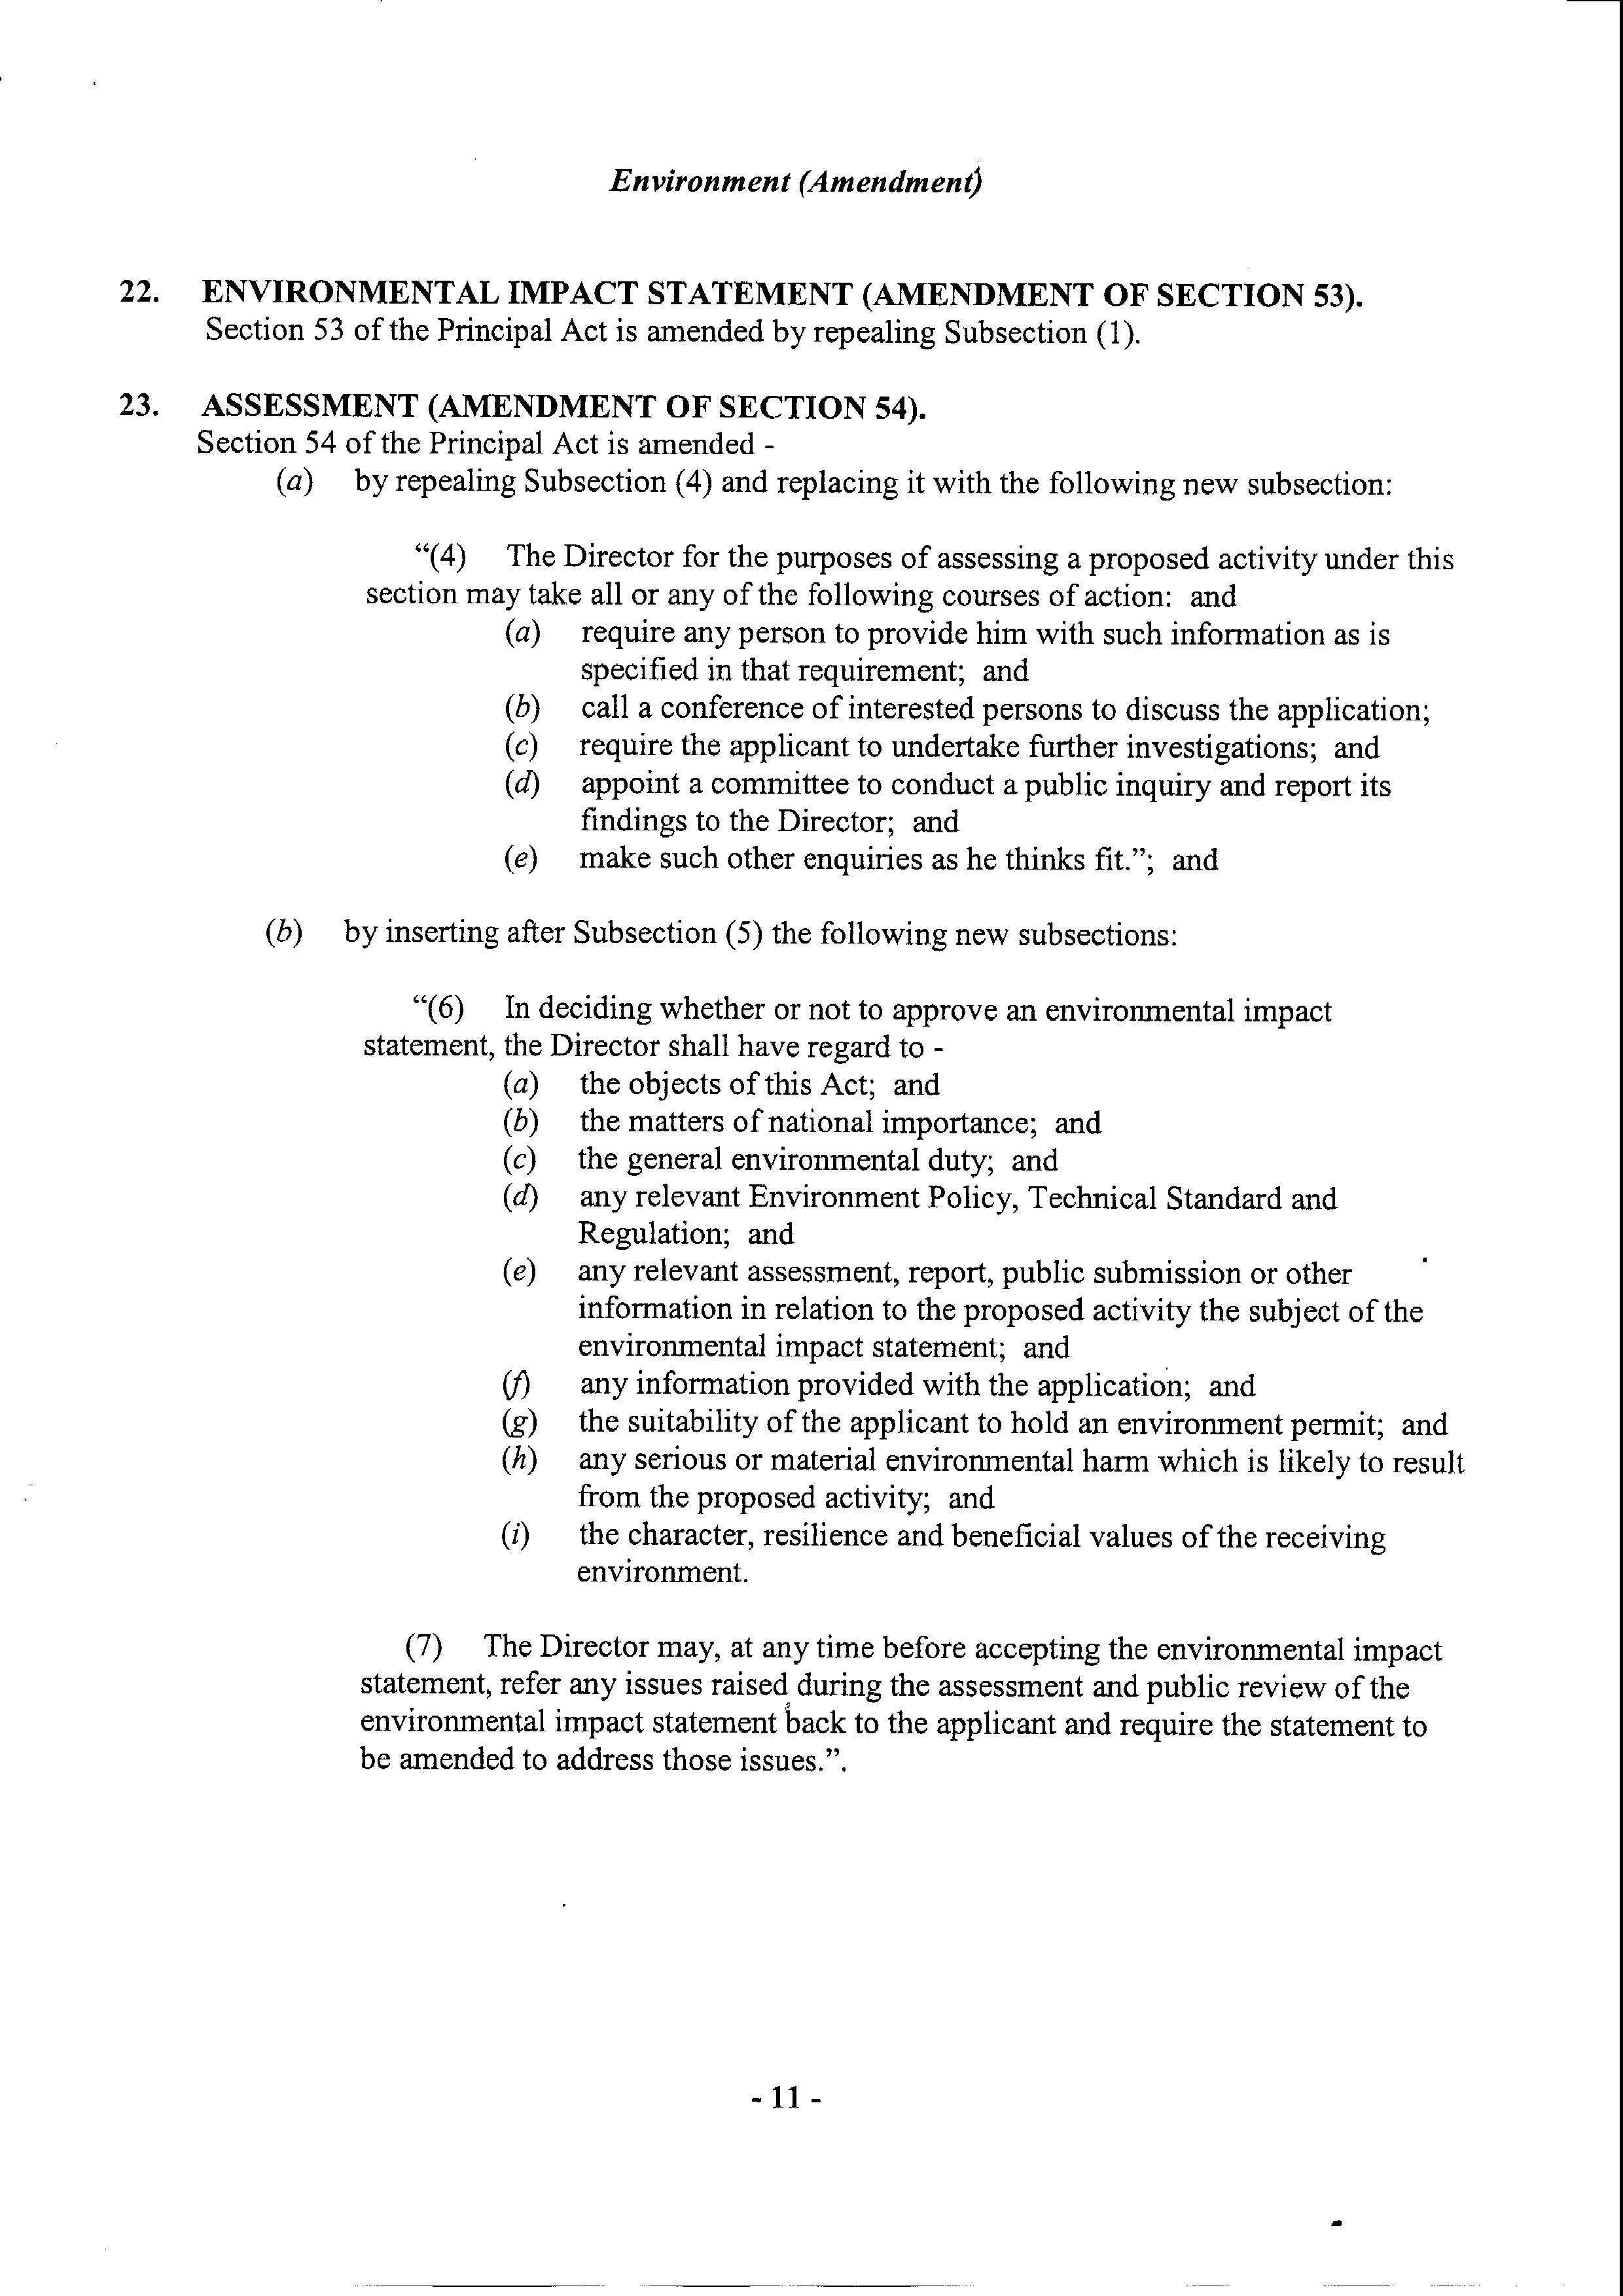 Environment (Amendment)
22. ENVIRONMENTAL IMPACT STATEMENT (AMENDMENT OF SECTION 53).
Section 53 of the Principal Act is amended by repealing Subsection (1).
23. ASSESSMENT (AMENDMENT OF SECTION 54).
Section 54 of the Principal Act is amended -
(a) by repealing Subsection (4) and replacing it with the following new subsection:
“(4) The Director for the purposes of assessing a proposed activity under this
section may take all or any of the following courses of action: and
(a) require any person to provide him with such information as is
specified in that requirement; and
(b) call a conference of interested persons to discuss the application;
(c) require the applicant to undertake further investigations; and
(d) appoint a committee to conduct a public inquiry and report its
findings to the Director; and
(e) make such other enquiries as he thinks fit.”; and
(b) by inserting after Subsection (5) the following new subsections:
“(6) In deciding whether or not to approve an environmental impact
statement, the Director shall have regard to -
(a) the objects of this Act; and
(b) the matters of national importance; and
(c) the general environmental duty; and
(d) any relevant Environment Policy, Technical Standard and
Regulation; and
(e) any relevant assessment, report, public submission or other
information in relation to the proposed activity the subject of the
environmental impact statement; and
(f) any information provided with the application; and
(g) the suitability of the applicant to hold an environment permit; and
(h) any serious or material environmental harm which is likely to result
from the proposed activity; and
(i) the character, resilience and beneficial values of the receiving
environment.
(7) The Director may, at any time before accepting the environmental impact
statement, refer any issues raised during the assessment and public review of the
environmental impact statement back to the applicant and require the statement to
be amended to address those issues.”.
- 11 -